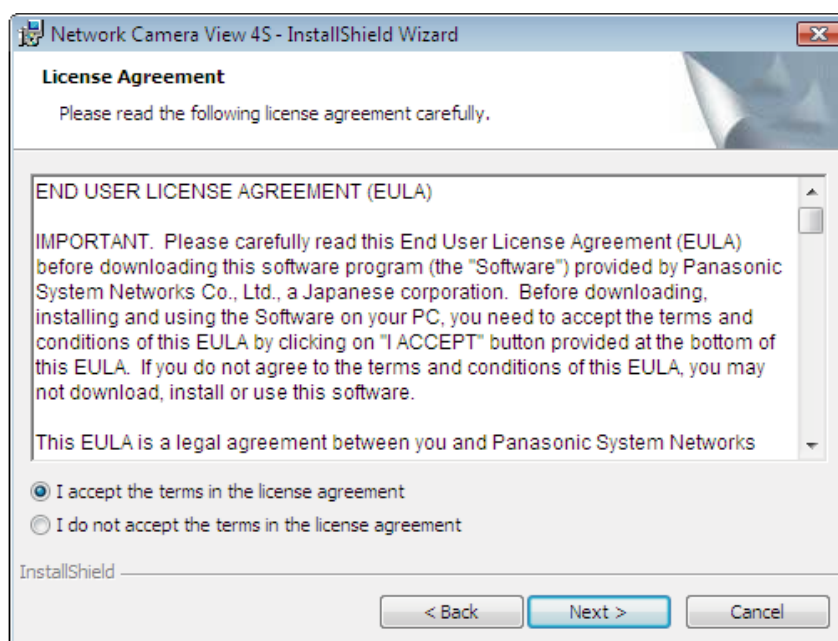 Network Camera View 4S - InstallShield Wizard
License Agreement
Please read the following license agreement carefully.
END USER LICENSE AGREEMENT (EULA)
IMPORTANT.  Please carefully read this End User License Agreement (EULA)
before downloading this software program (the "Software") provided by Panasonic
System Networks Co., Ltd., a Japanese corporation.  Before downloading,
installing and using the Software on your PC, you need to accept the terms and
conditions of this EULA by clicking on "I ACCEPT" button provided at the bottom of
this EULA.  If you do not agree to the terms and conditions of this EULA, you may
not download, install or use this software.
This EULA is a legal agreement between you and Panasonic System Networks
I accept the terms in the license agreement
I do not accept the terms in the license agreement
InstallShield
< Back
Next >
Cancel